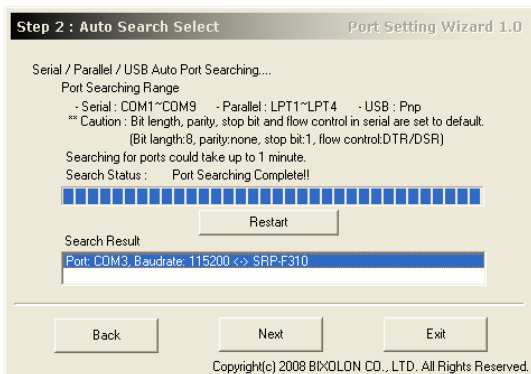 Step 2 : Auto Search Select
Port Setting Wizard 1.0
Serial / Parallel / USB Auto Port Searching....
Port Searching Range
- Serial : COM1~COM9 - Parallel : LPT1~LPT4 - USB : Pnp
** Caution : Bit length, parity, stop bit and flow control in serial are set to default.
(Bit length:8, parity:none, stop bit:1, flow control:DTR/DSR)
Searching for ports could take up to 1 minute.
Search Status : Port Searching Complete!!
Restart
Search Result
Port: COM3, Baudrate: 115200 <-> SRP-F310
Back Next Exit
Copyright(c) 2008 BIXOLON CO., LTD. All Rights Reserved